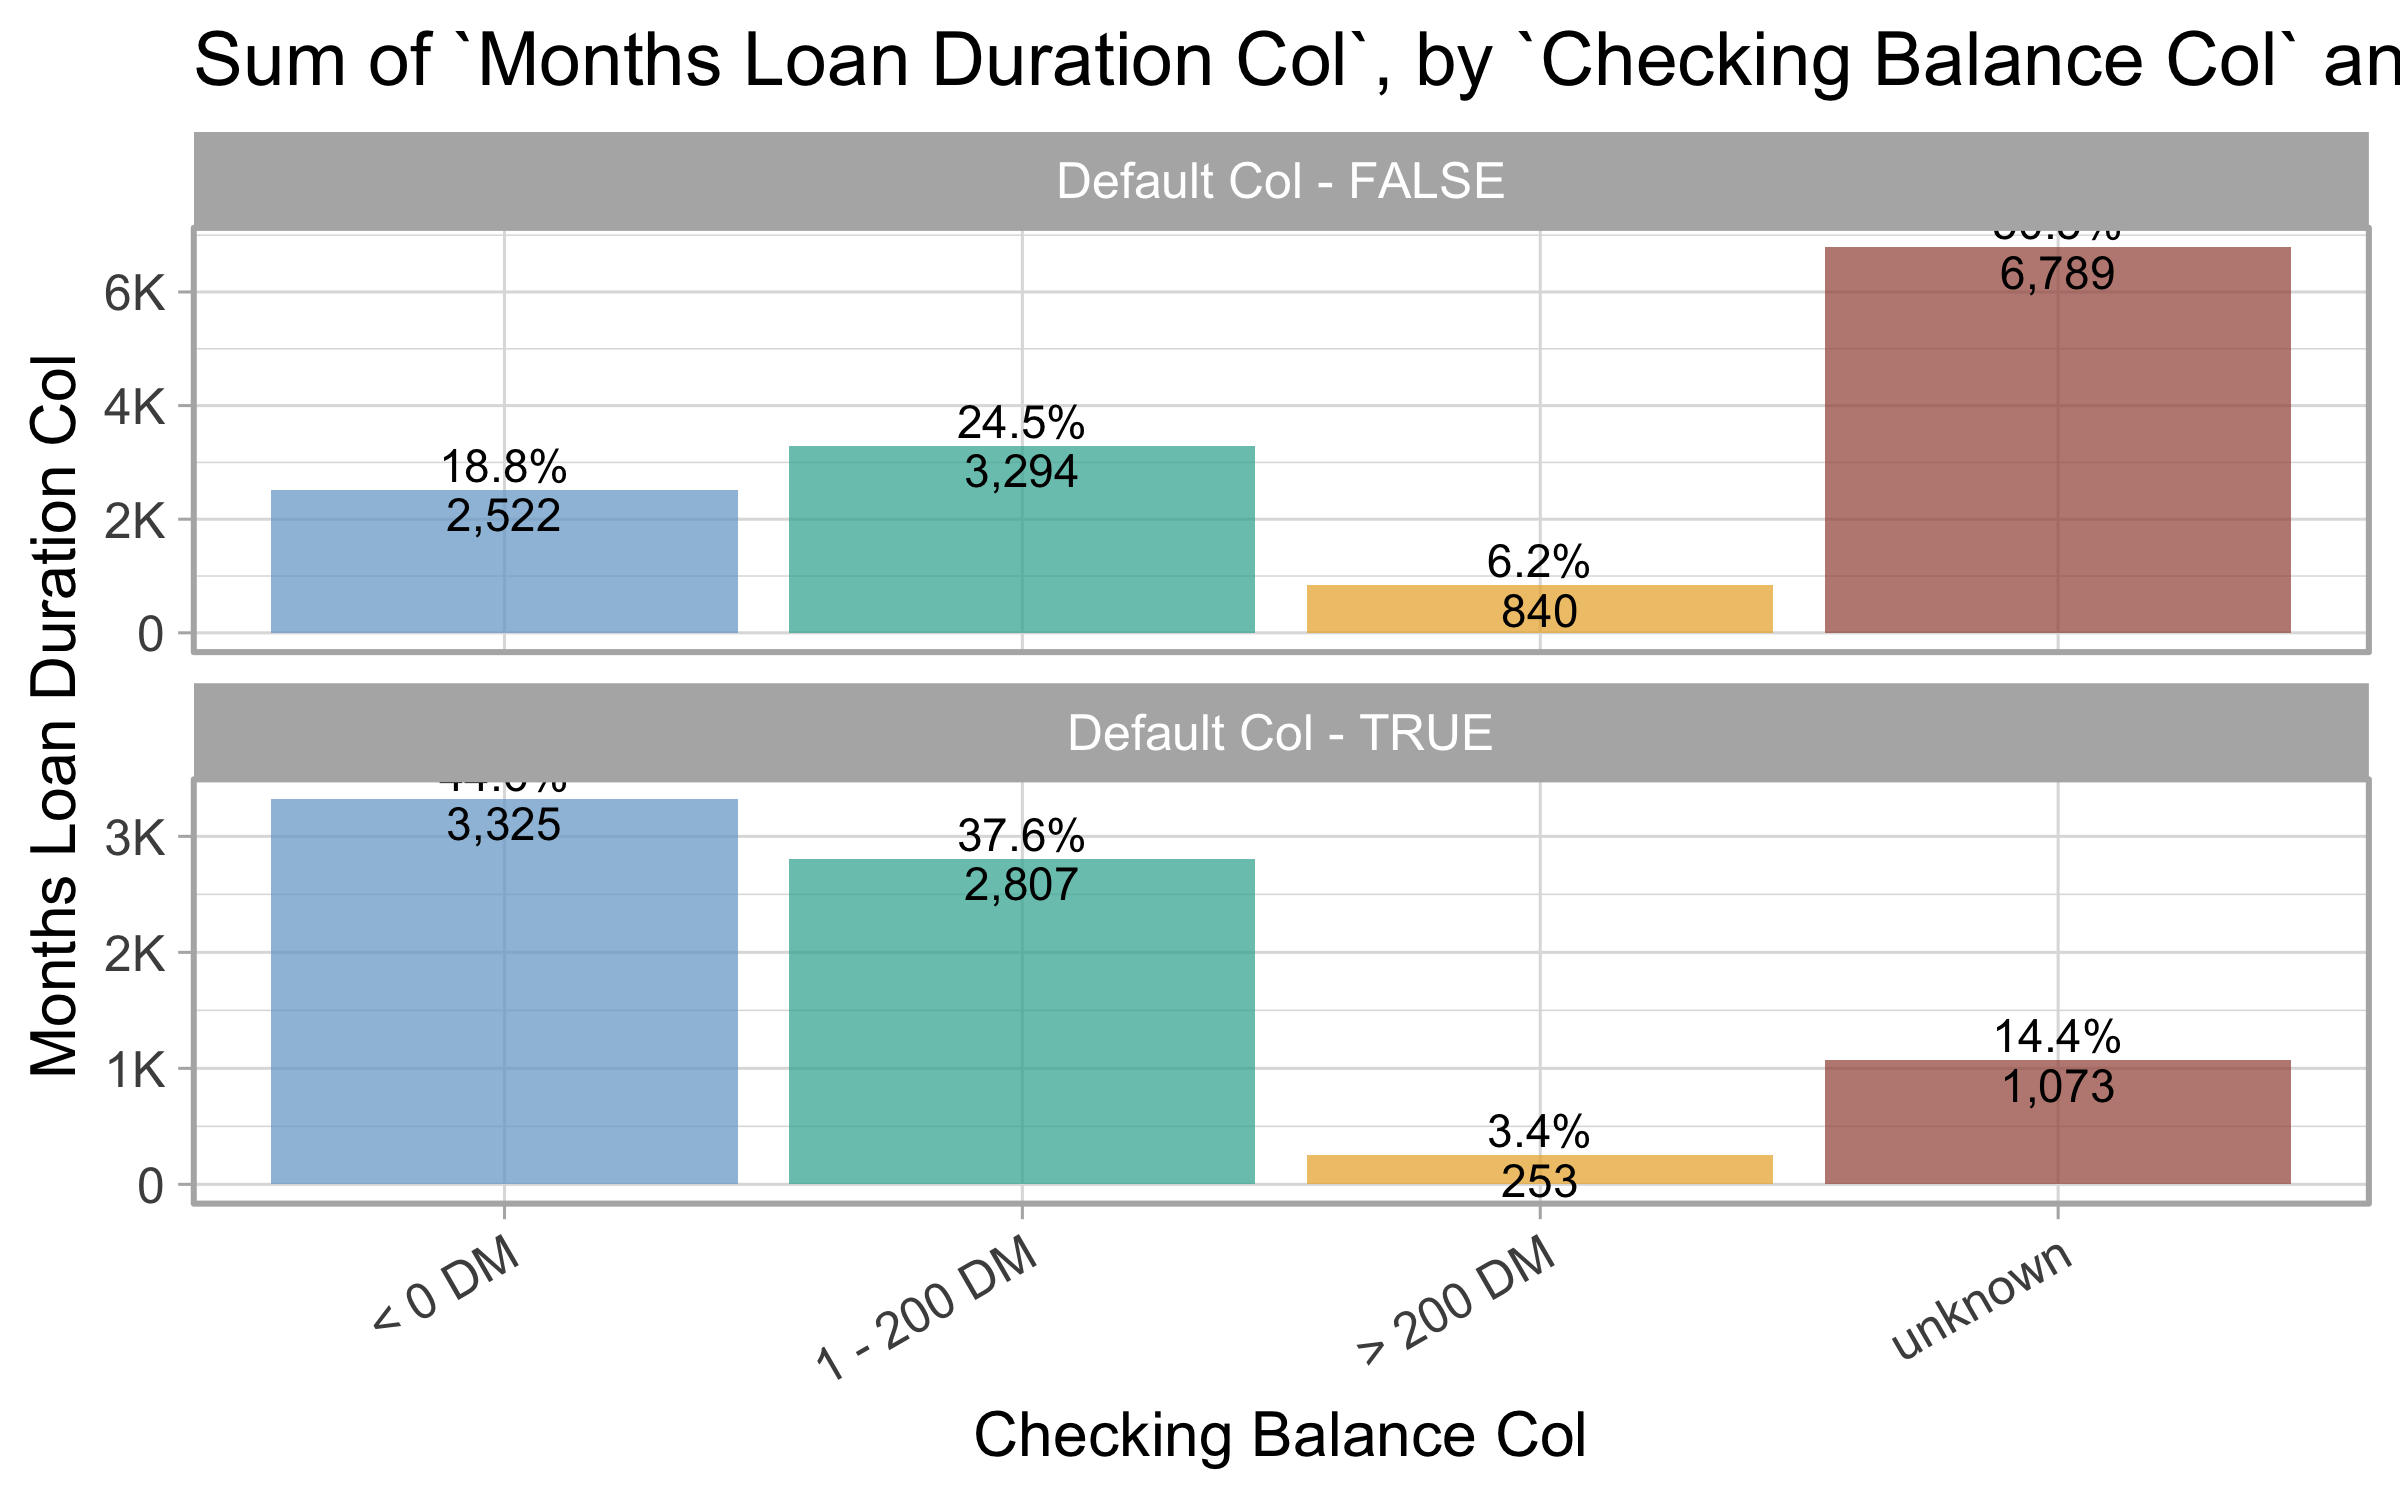 Sum of `Months Loan Duration Col`, by `Checking Balance Col` an
Default Col - FALSE
6K
4K
2K
0
18.8%
2,522
24.5%
3,294
6.2%
840
6,789
Months Loan Duration Col
Default Col - TRUE
3K
2K
1K
0
3,325
37.6%
2,807
3.4%
253
14.4%
1,073
< 0 DM
1 - 200 DM
> 200 DM
unknown
Checking Balance Col